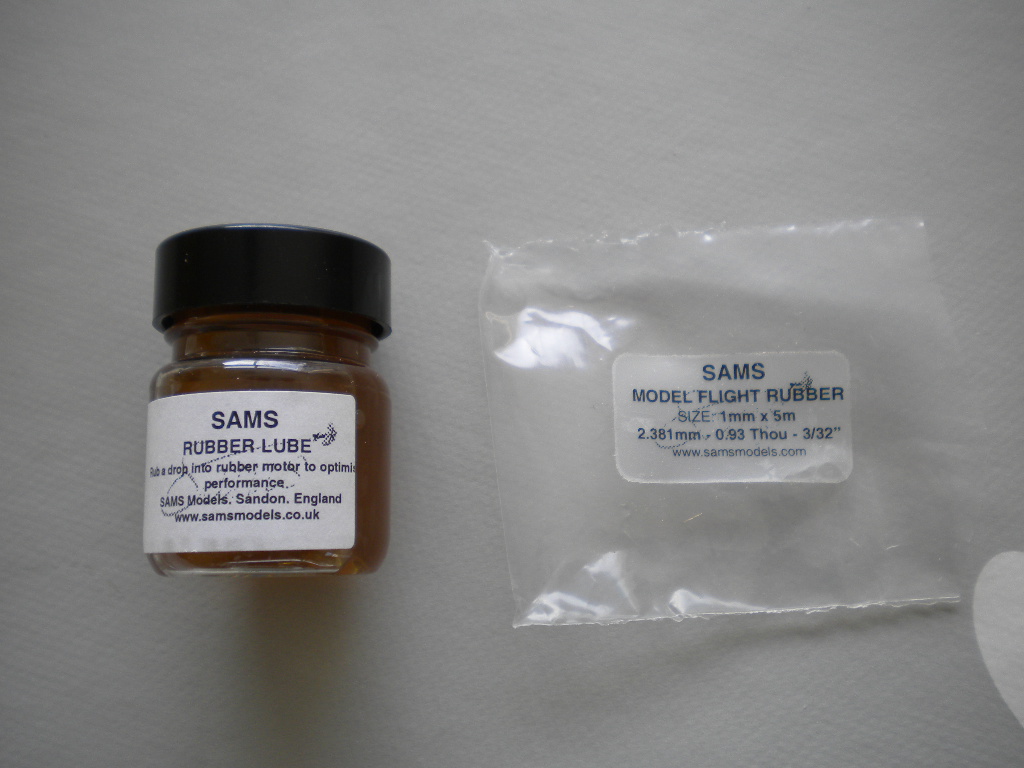 SAMS
RUBBER LUBE
Rub a drop into rubber motor to optimis
performance
SAMS Models. Sandon. England
www.samsmodels.co.uk
SAMS
MODEL FLIGHT RUBBER
SIZE: 1mm x 5m
2.381mm - 0.93 Thou - 3/32"
www.samsmodels.com